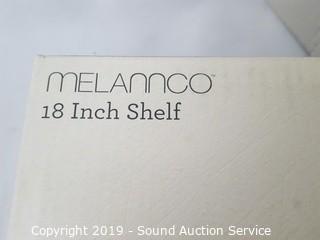 MELANNCO™
18 Inch Shelf
Copyright 2019 - Sound Auction Service